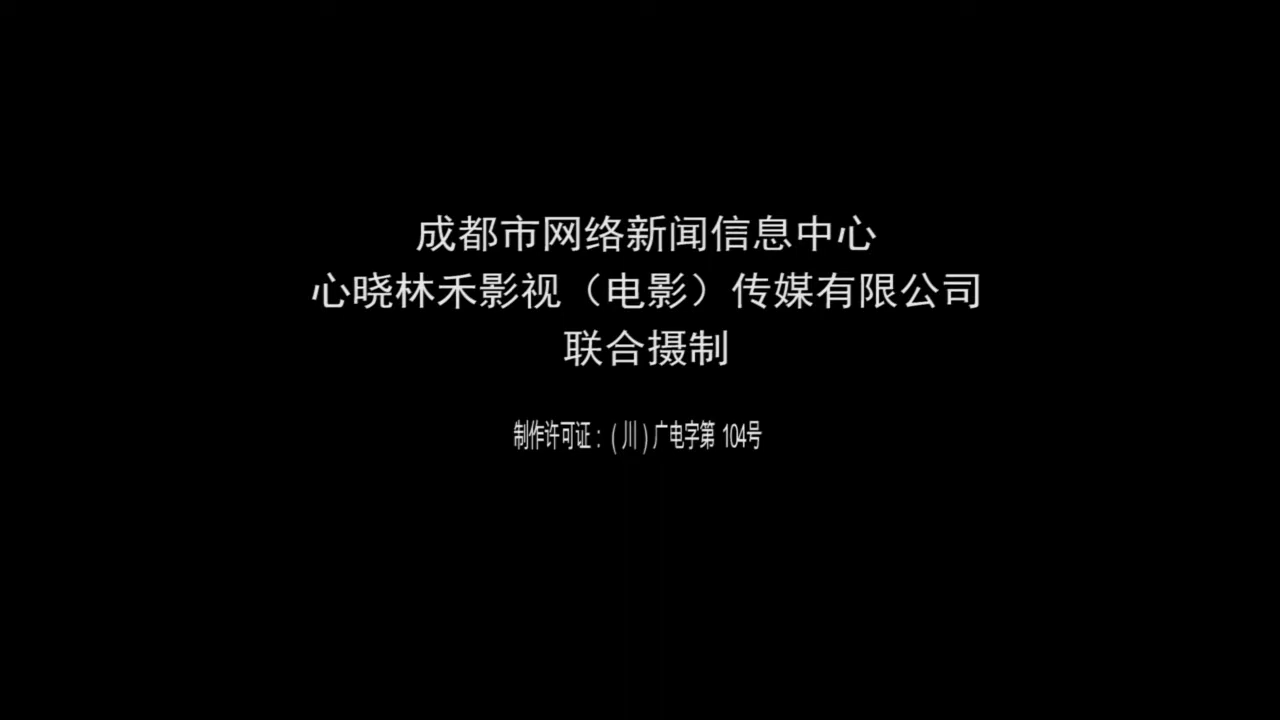 成都市网络新闻信息中心
心晓林禾影视（电影）传媒有限公司
联合摄制
制作许可证：(川)广电字第 104号